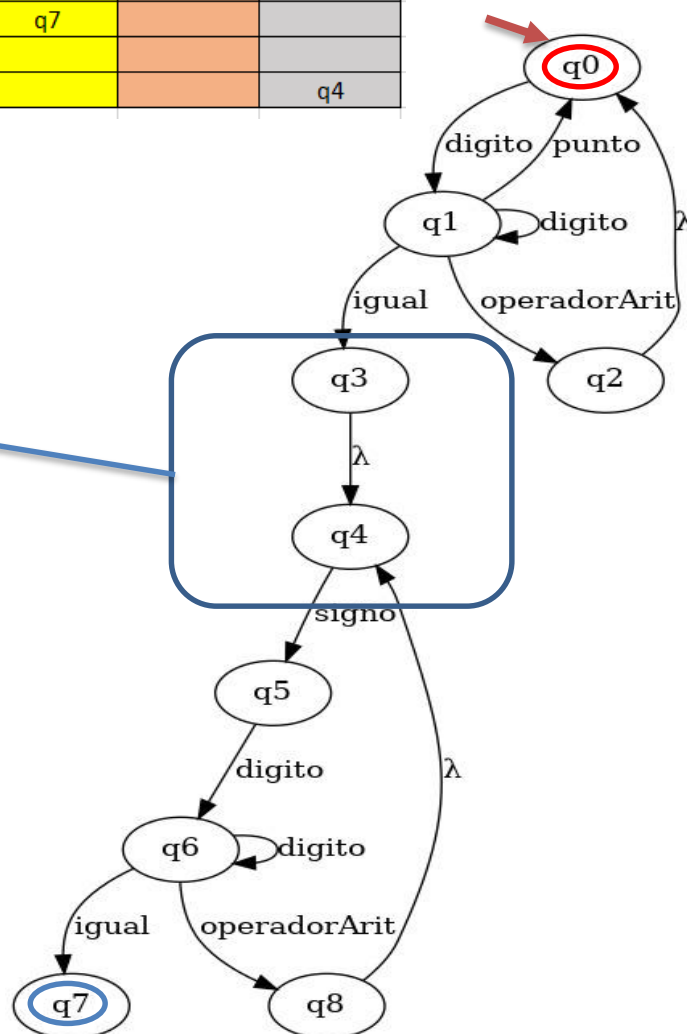 q7
q4
q0
digito
punto
q1
digito
λ
igual
operadorArit
q3
q2
λ
q4
signo
q5
digito
λ
q6
digito
igual
operadorArit
q7
q8